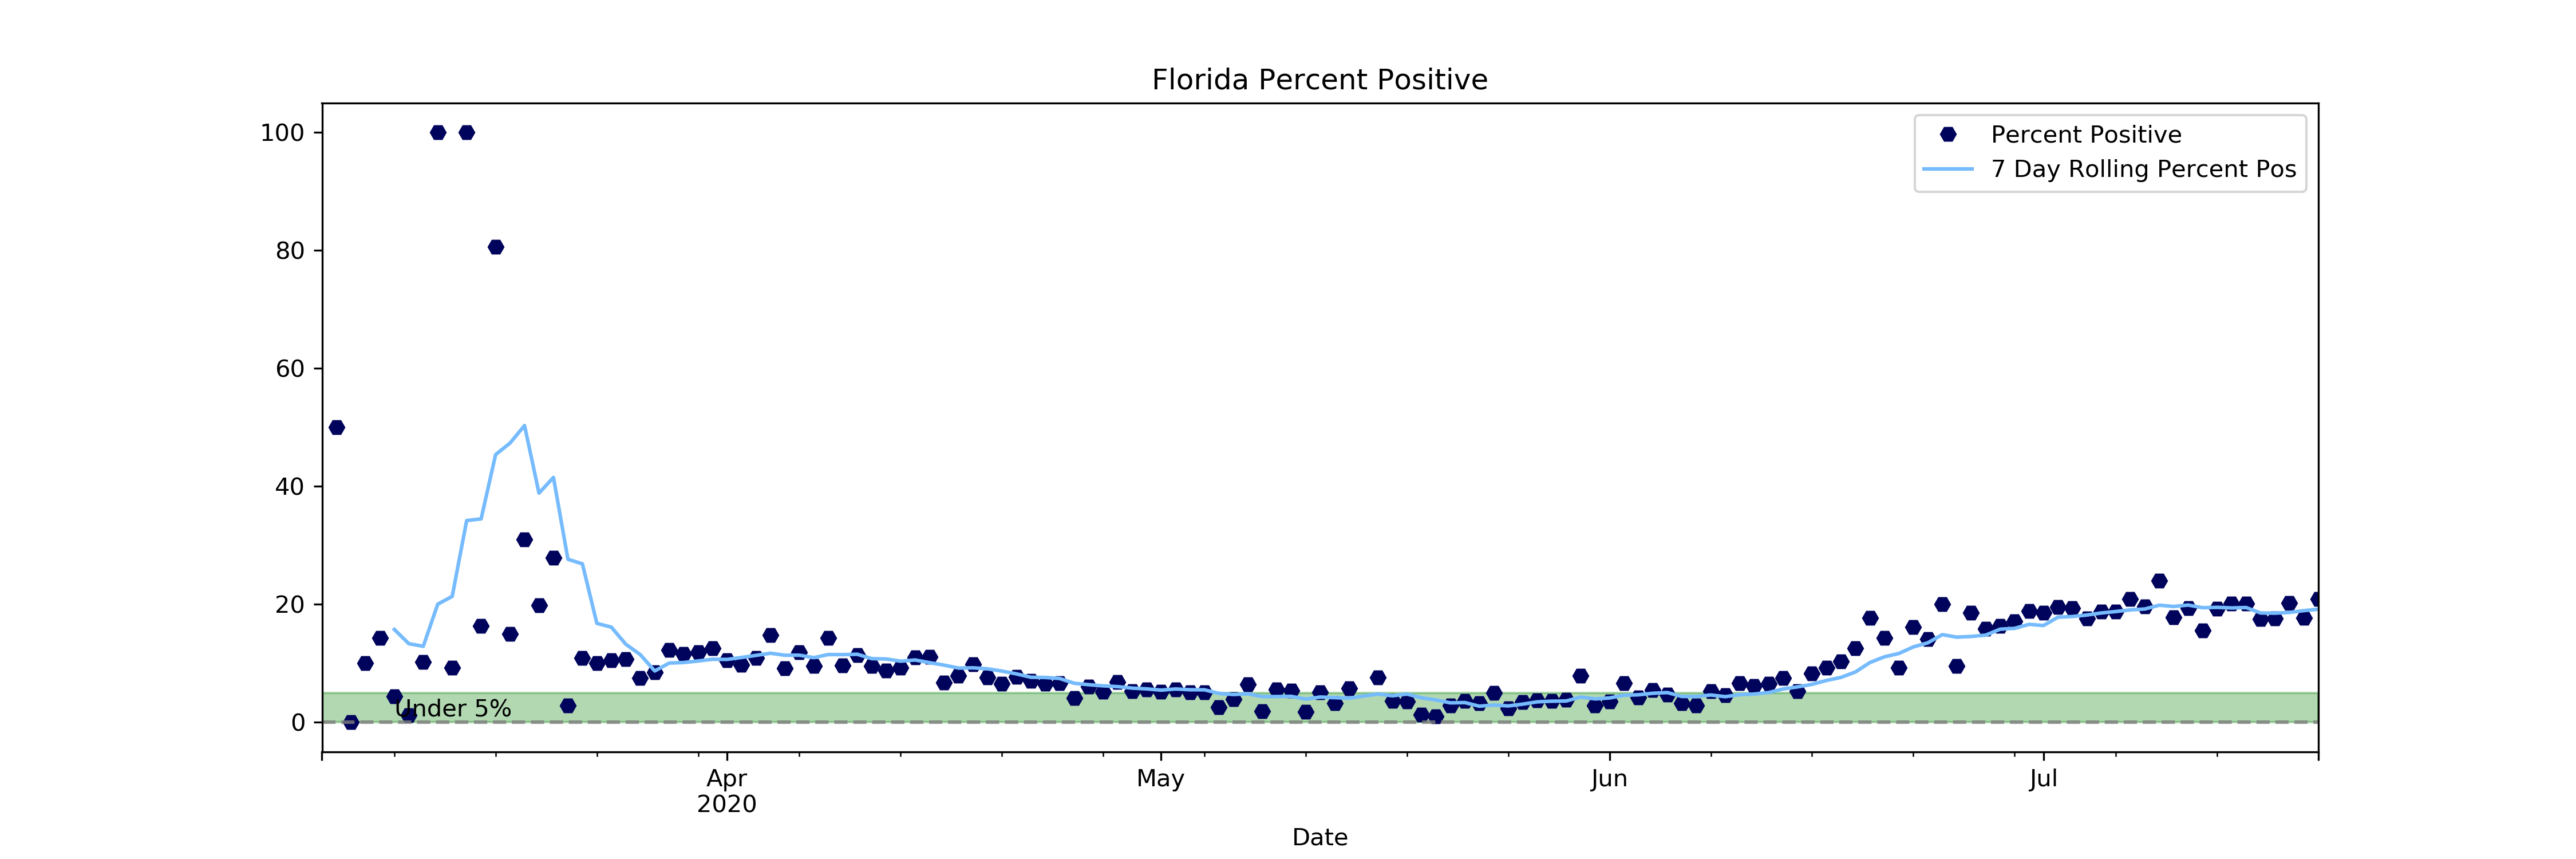 Florida Percent Positive
100
80
60
40
20
0
Percent Positive
7 Day Rolling Percent Pos
Under 5%
Apr
2020
May
Jun
Jul
Date